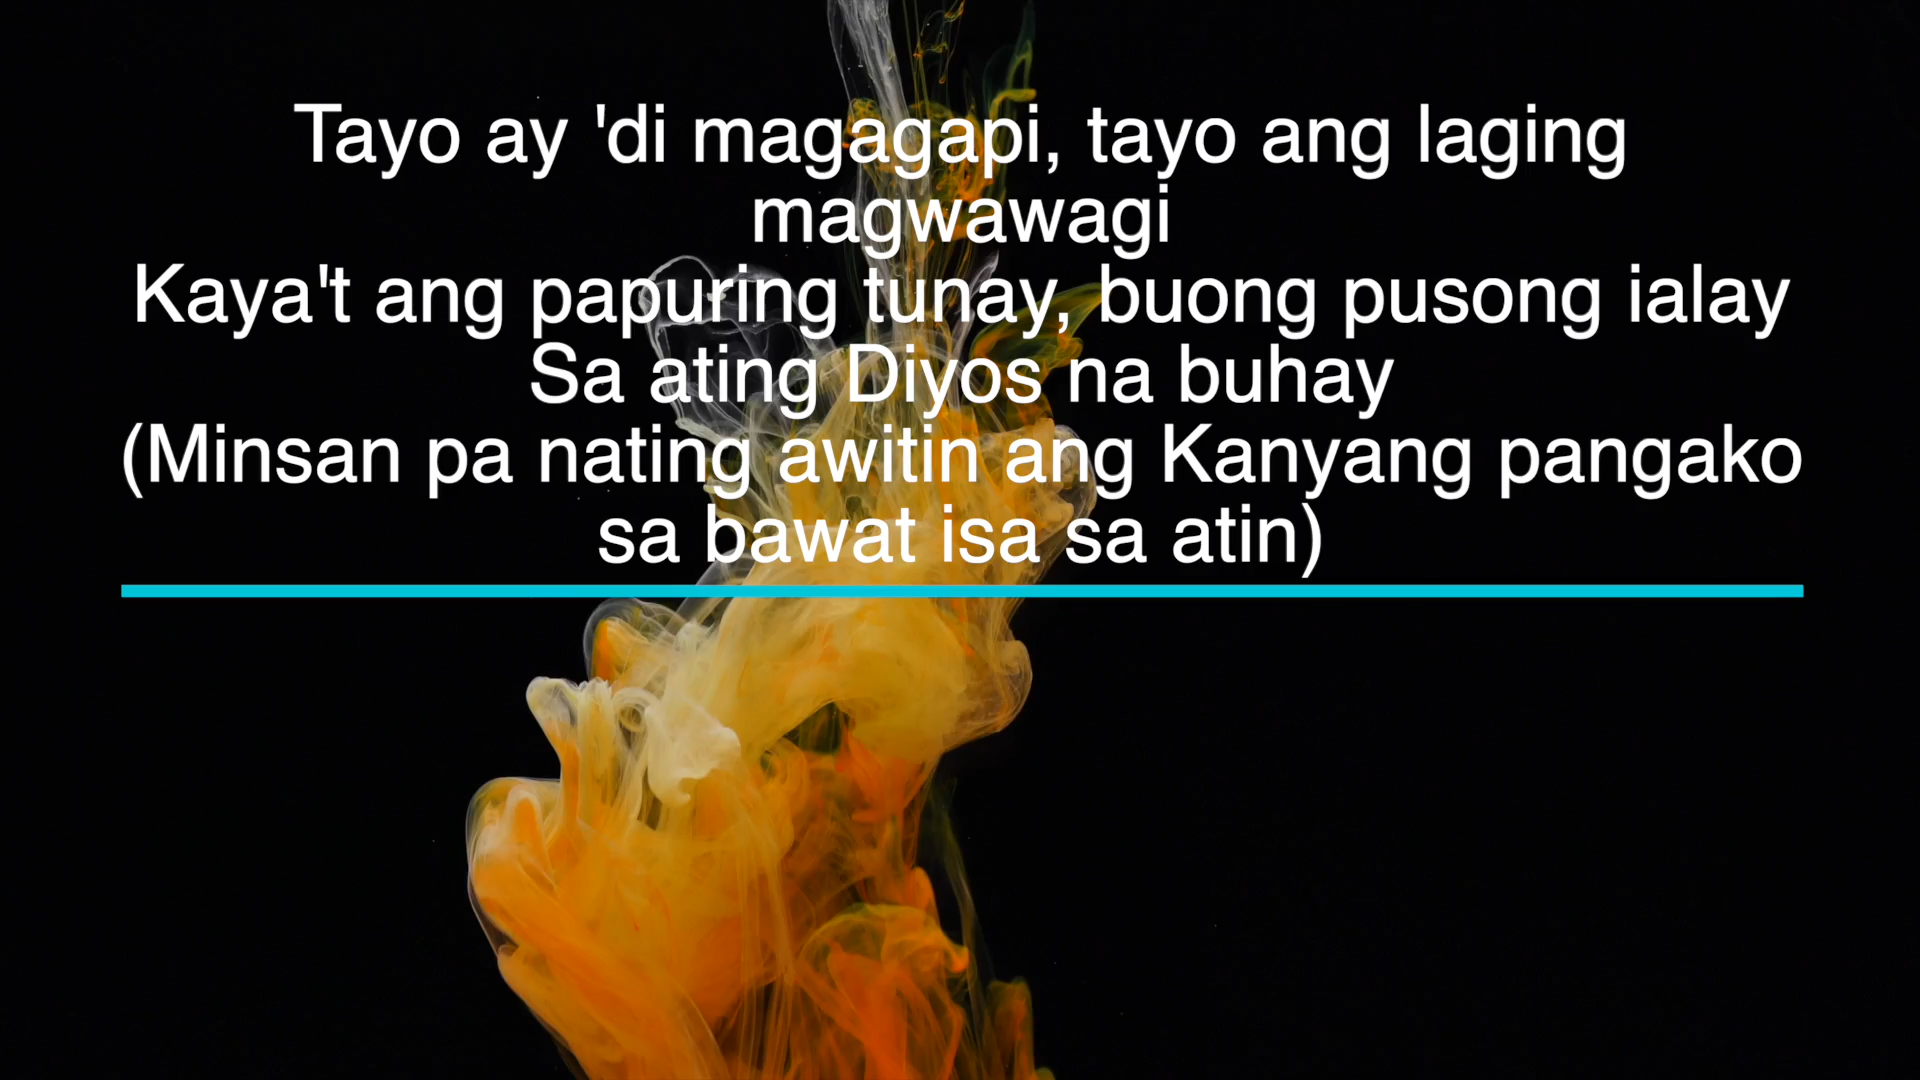 Tayo ay 'di magagapi, tayo ang laging
magwawagi
Kaya't ang papuring tunay, buong pusong ialay
Sa ating Diyos na buhay
(Minsan pa nating awitin ang Kanyang pangako
sa bawat isa sa atin)